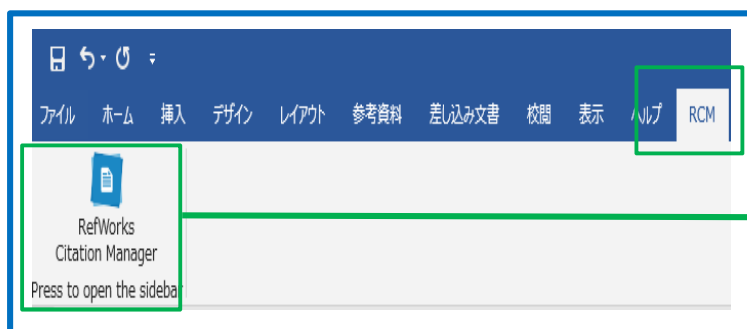 ファイル ホーム 挿入 デザイン レイアウト 参考資料 差し込み文書 校閲 表示 ヘルプ RCM
RefWorks
Citation Manager
Press to open the sidebar